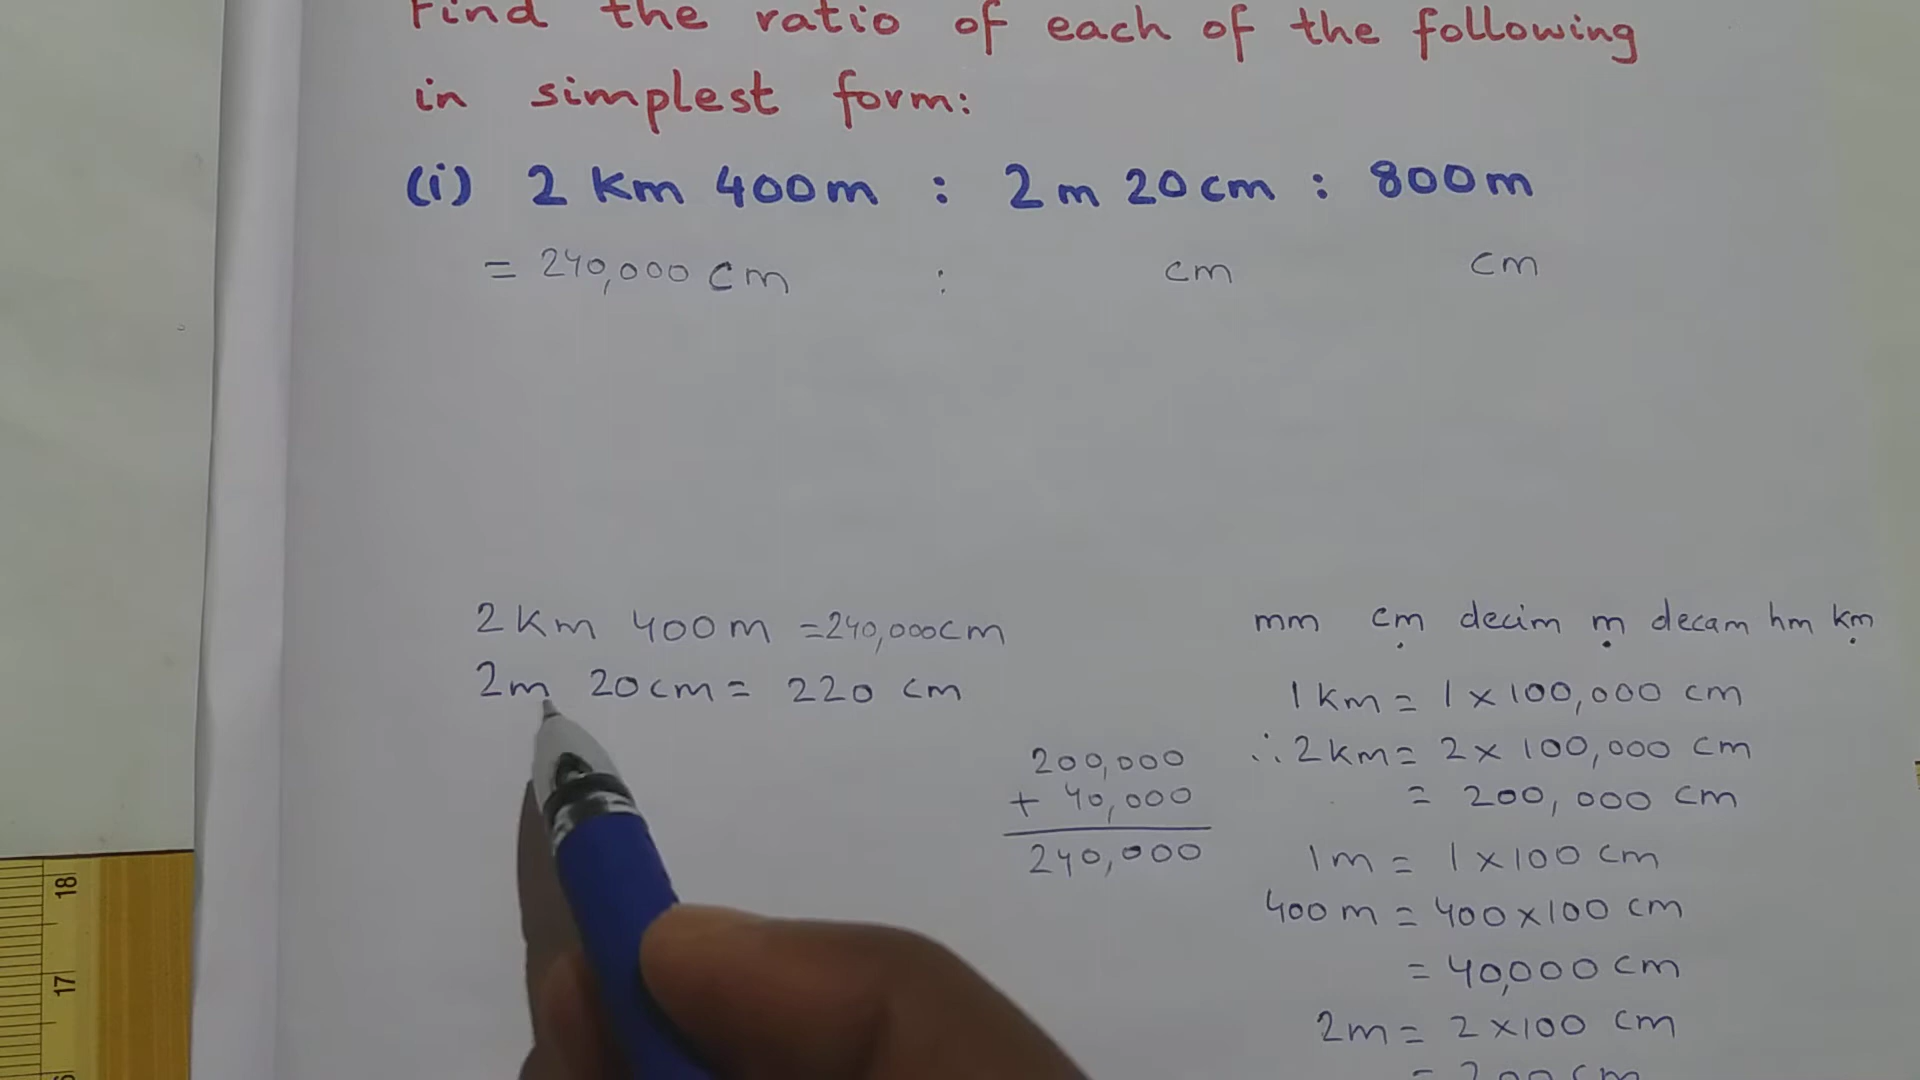 Find the ratio of each of the following
in simplest form:
(i) 2 Km 400m : 2m 20cm : 800m
= 240,000 cm : cm cm
2 Km 400m = 240,000cm
2m 20cm = 220 cm
200,000
+ 40,000
240,000
mm cm decim m decam hm km
1 km = 1 x 100,000 cm
∴ 2 km = 2 x 100,000 cm
= 200,000 cm
1m = 1 x 100 cm
400 m = 400 x 100 cm
= 40,000 cm
2m = 2 x 100 cm
= 200 cm
18
17